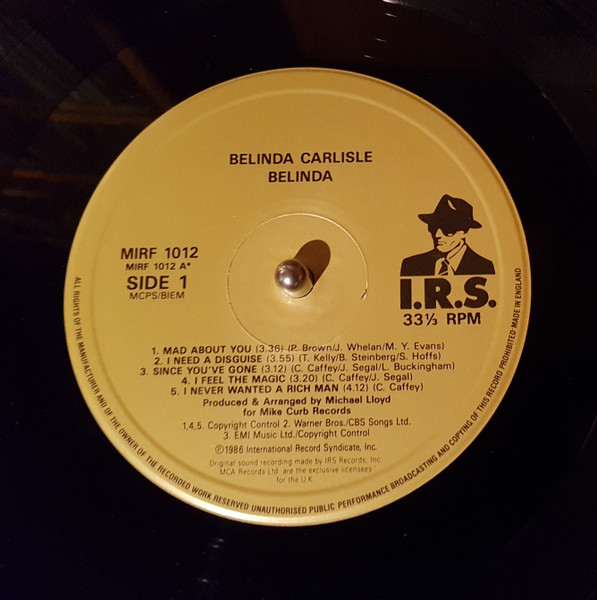 BELINDA CARLISLE
BELINDA
MIRF 1012
MIRF 1012 A*
SIDE 1
MCPS/BIEM
I.R.S.
33⅓ RPM
1. MAD ABOUT YOU (3.36) (P. Brown/J. Whelan/M. Y. Evans)
2. I NEED A DISGUISE (3.55) (T. Kelly/B. Steinberg/S. Hoffs)
3. SINCE YOU'VE GONE (3.12) (C. Caffey/J. Segal/L. Buckingham)
4. I FEEL THE MAGIC (3.20) (C. Caffey/J. Segal)
5. I NEVER WANTED A RICH MAN (4.12) (C. Caffey)
Produced & Arranged by Michael Lloyd
for Mike Curb Records
1,4,5. Copyright Control 2. Warner Bros./CBS Songs Ltd.
3. EMI Music Ltd./Copyright Control
℗©1986 International Record Syndicate, Inc.
Original sound recording made by IRS Records, Inc.
MCA Records Ltd. are the exclusive licensees
for the U.K.
ALL RIGHTS OF THE MANUFACTURER AND OF THE OWNER OF THE RECORDED WORK RESERVED UNAUTHORISED PUBLIC PERFORMANCE BROADCASTING AND COPYING OF THIS RECORD PROHIBITED MADE IN ENGLAND